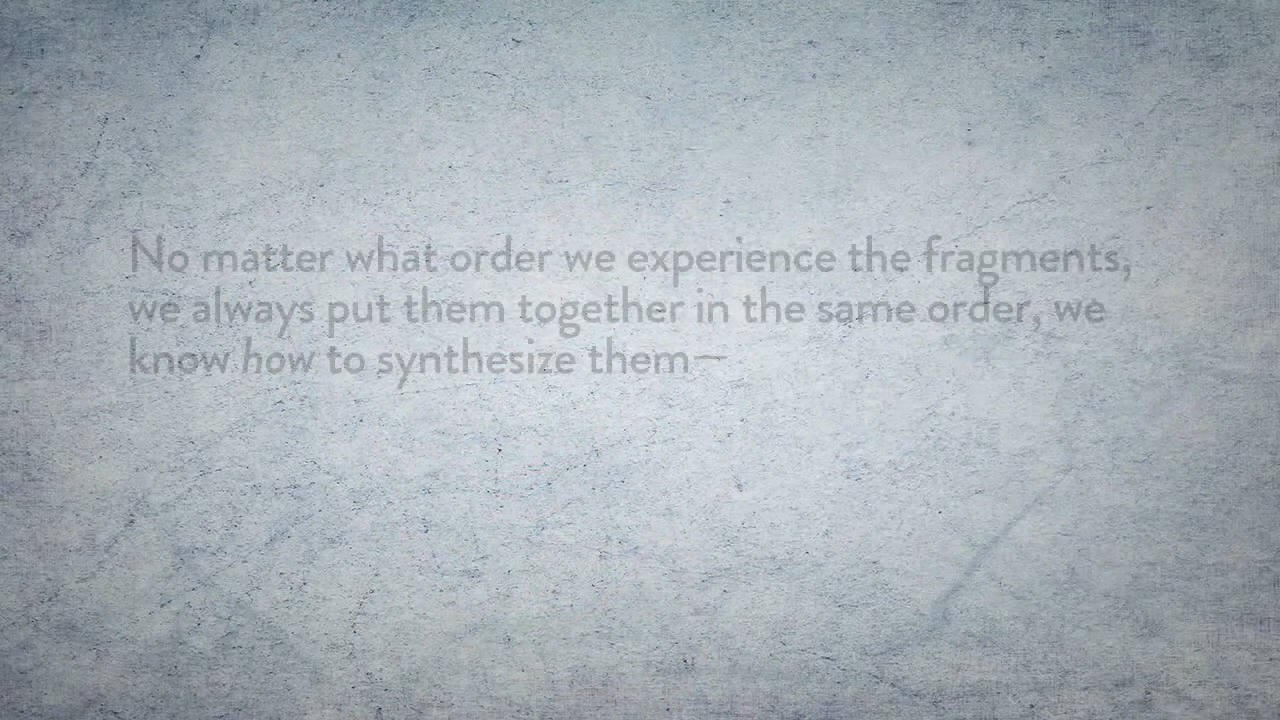 No matter what order we experience the fragments,
we always put them together in the same order, we
know how to synthesize them—